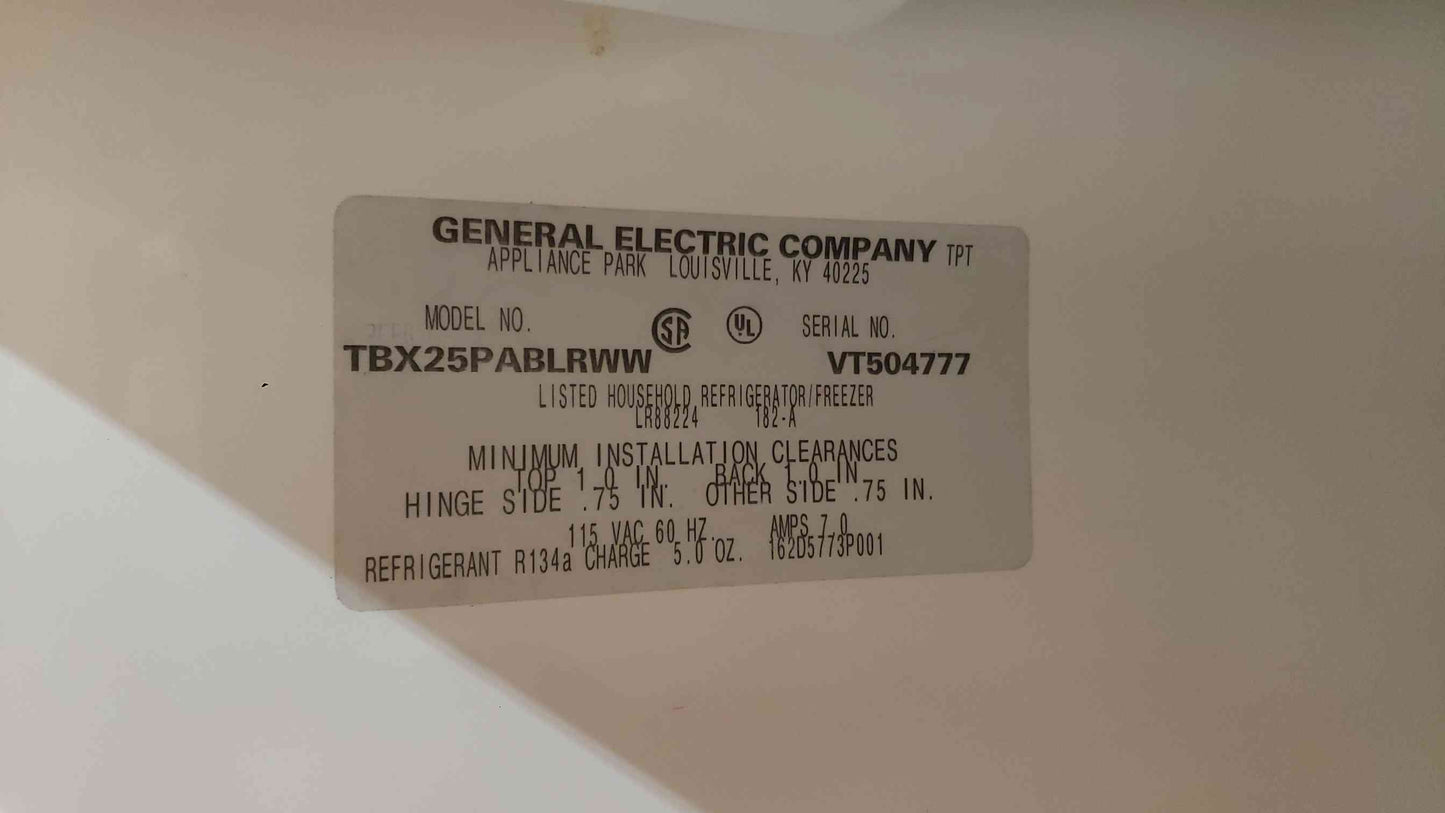 GENERAL ELECTRIC COMPANY TPT
APPLIANCE PARK LOUISVILLE, KY 40225
MODEL NO. SA UL SERIAL NO.
TBX25PABLRWW VT504777
LISTED HOUSEHOLD REFRIGERATOR/FREEZER
LR88224 182-A
MINIMUM INSTALLATION CLEARANCES
TOP 1.0 IN. BACK 1.0 IN
HINGE SIDE .75 IN. OTHER SIDE .75 IN.
115 VAC 60 HZ. AMPS 7.0
REFRIGERANT R134a CHARGE 5.0 OZ. 162D5773P001